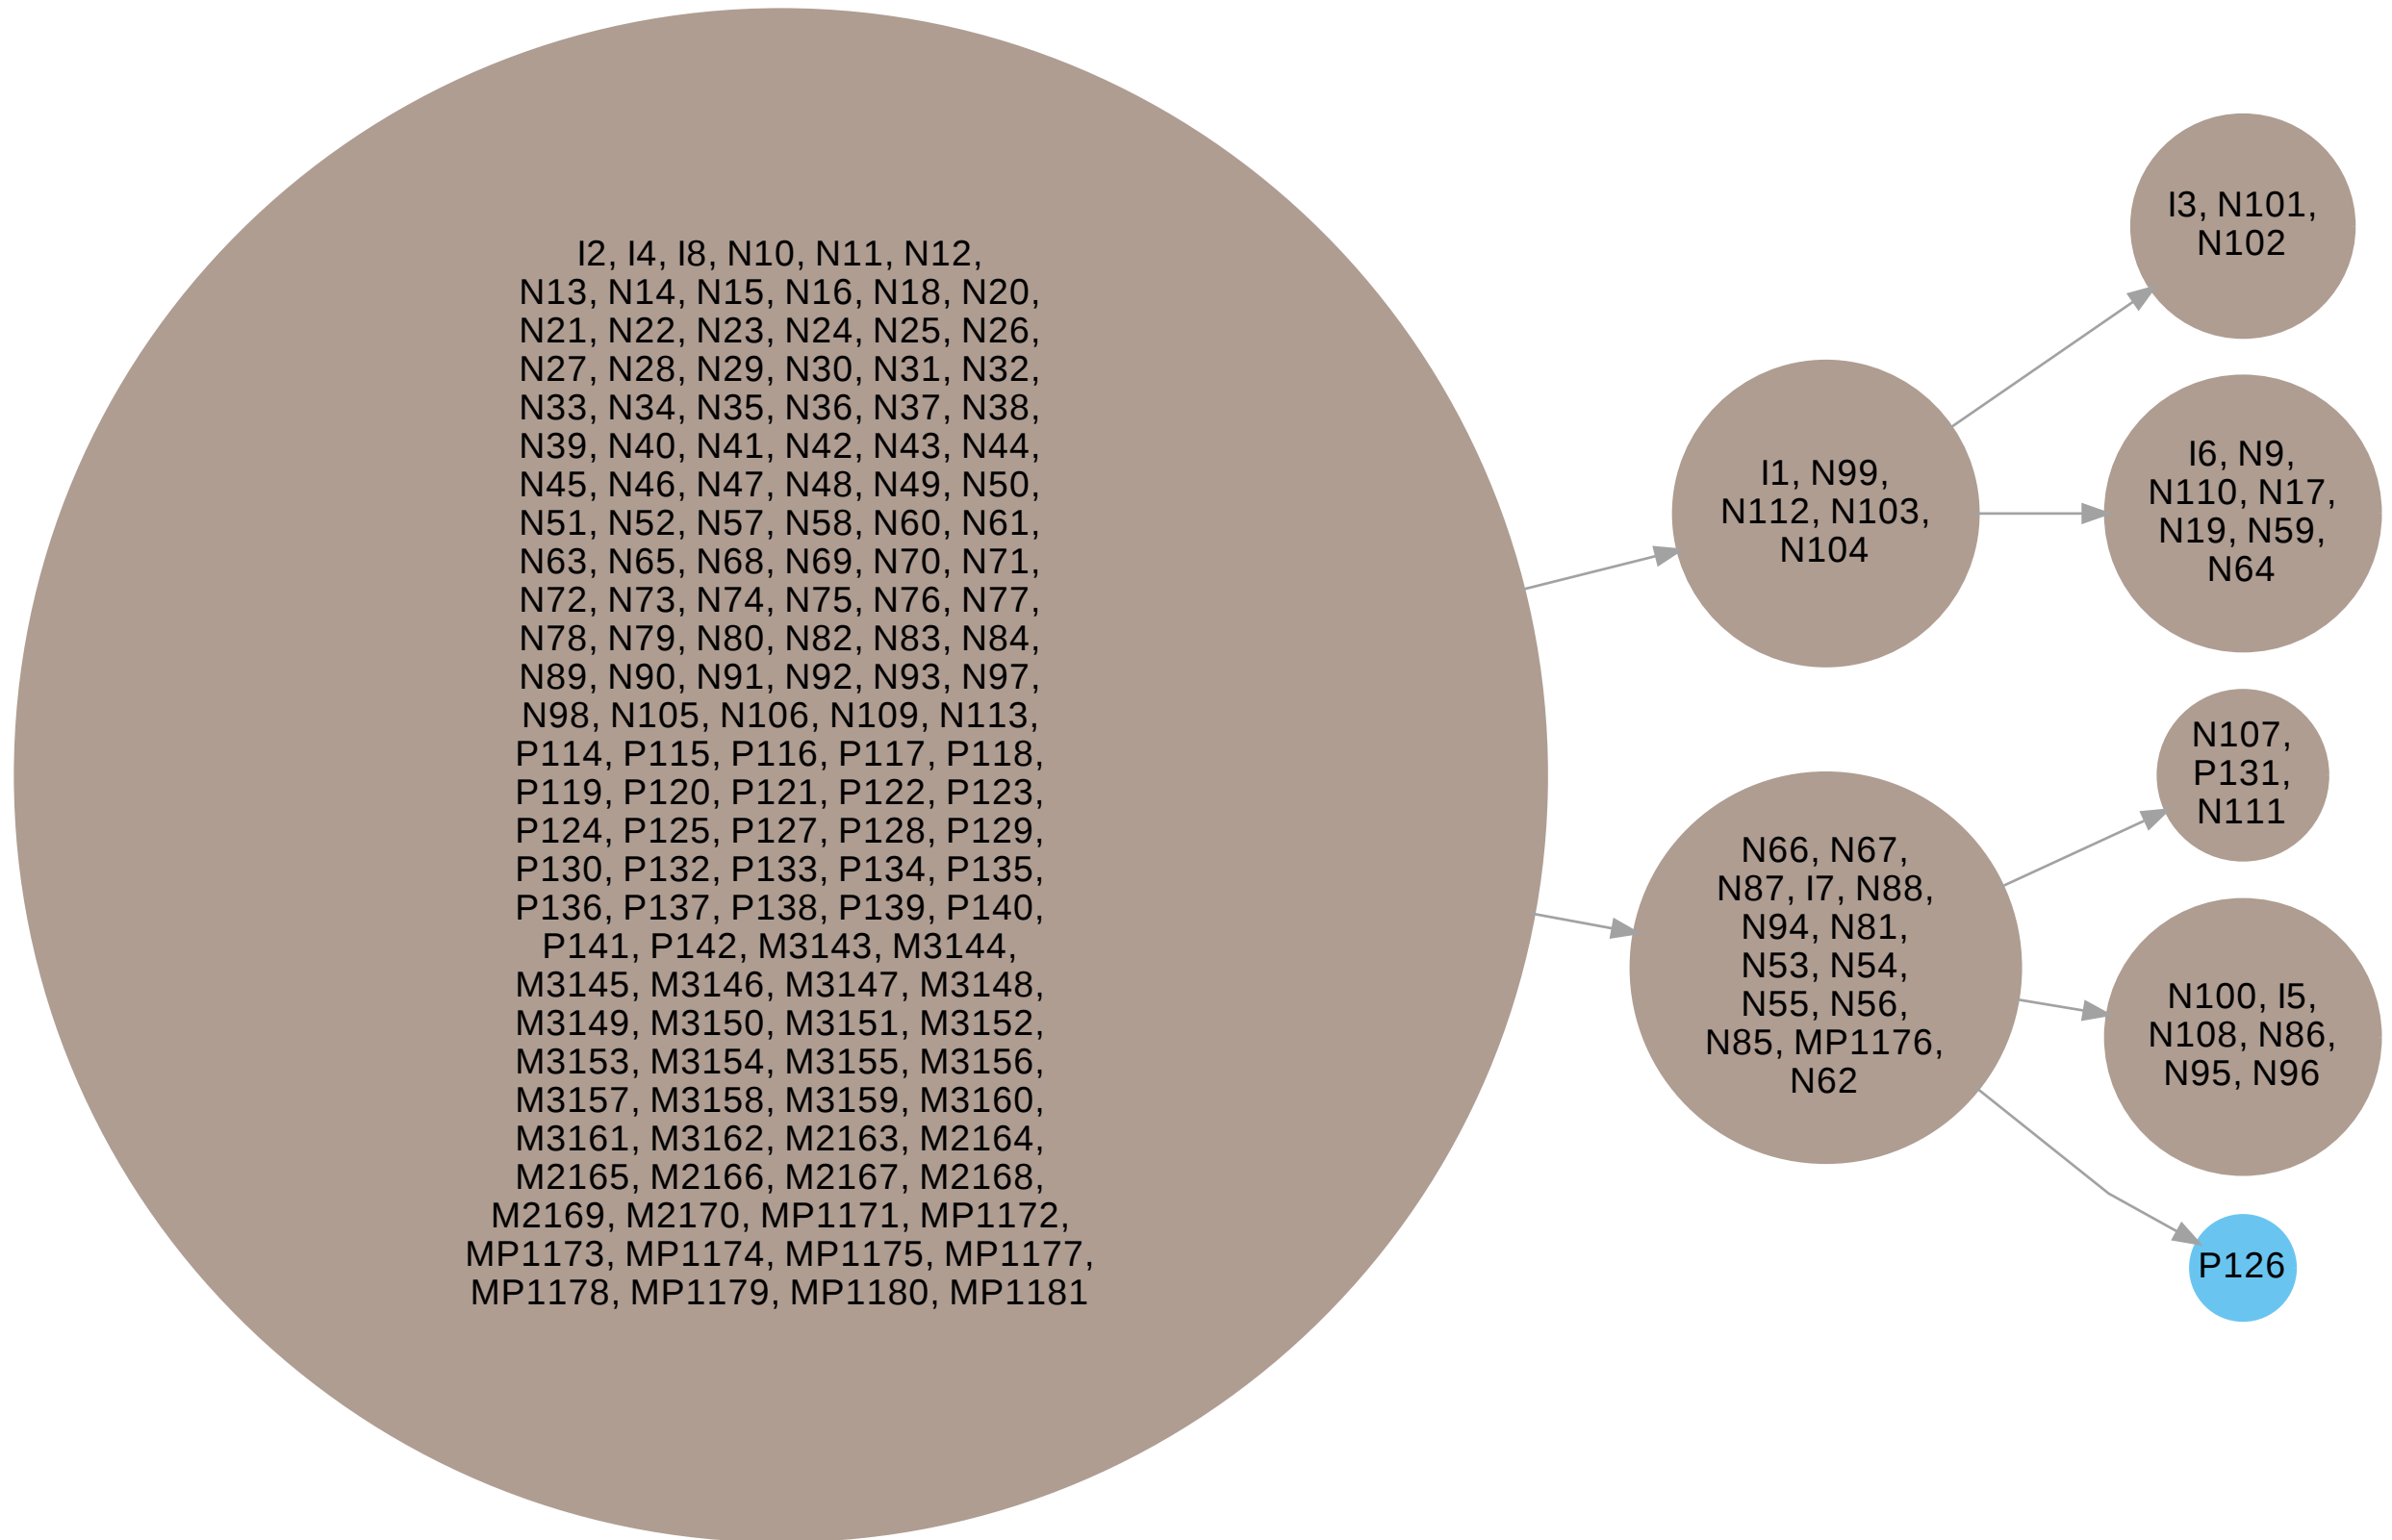 I2, I4, I8, N10, N11, N12,
N13, N14, N15, N16, N18, N20,
N21, N22, N23, N24, N25, N26,
N27, N28, N29, N30, N31, N32,
N33, N34, N35, N36, N37, N38,
N39, N40, N41, N42, N43, N44,
N45, N46, N47, N48, N49, N50,
N51, N52, N57, N58, N60, N61,
N63, N65, N68, N69, N70, N71,
N72, N73, N74, N75, N76, N77,
N78, N79, N80, N82, N83, N84,
N89, N90, N91, N92, N93, N97,
N98, N105, N106, N109, N113,
P114, P115, P116, P117, P118,
P119, P120, P121, P122, P123,
P124, P125, P127, P128, P129,
P130, P132, P133, P134, P135,
P136, P137, P138, P139, P140,
P141, P142, M3143, M3144,
M3145, M3146, M3147, M3148,
M3149, M3150, M3151, M3152,
M3153, M3154, M3155, M3156,
M3157, M3158, M3159, M3160,
M3161, M3162, M2163, M2164,
M2165, M2166, M2167, M2168,
M2169, M2170, MP1171, MP1172,
MP1173, MP1174, MP1175, MP1177,
MP1178, MP1179, MP1180, MP1181
I1, N99,
N112, N103,
N104
N66, N67,
N87, I7, N88,
N94, N81,
N53, N54,
N55, N56,
N85, MP1176,
N62
I3, N101,
N102
I6, N9,
N110, N17,
N19, N59,
N64
N107,
P131,
N111
N100, I5,
N108, N86,
N95, N96
P126